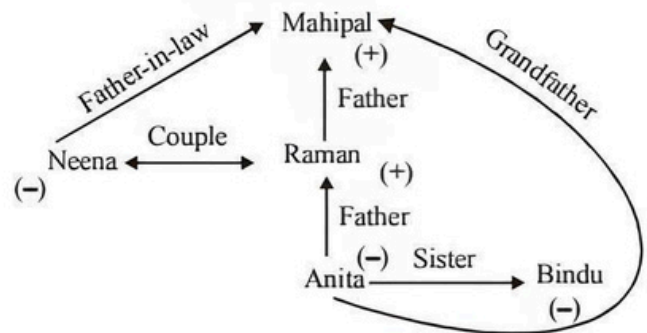 Mahipal
(+)
Grandfather
Father-in-law
Father
Couple
Neena
Raman
(–)
(+)
Father
(–)
Sister
Anita
Bindu
(–)